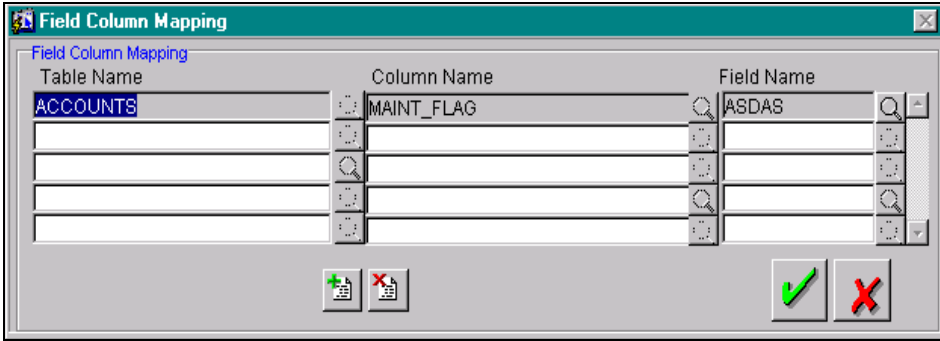 Field Column Mapping
Field Column Mapping
Table Name Column Name Field Name
ACCOUNTS MAINT_FLAG ASDAS